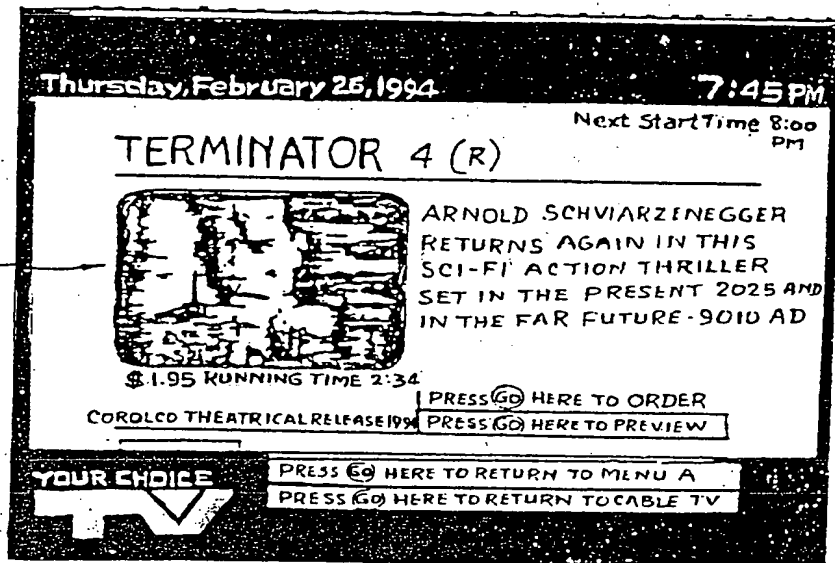 Thursday, February 26, 1994
7:45 PM
Next Start Time 8:00
PM
TERMINATOR 4 (R)
ARNOLD SCHVIARZENEGGER
RETURNS AGAIN IN THIS
SCI-FI ACTION THRILLER
SET IN THE PRESENT 2025 AND
IN THE FAR FUTURE-9010 AD
$1.95 RUNNING TIME 2:34
PRESS GO HERE TO ORDER
COROLCO THEATRICAL RELEASE 1994
PRESS GO HERE TO PREVIEW
YOUR CHOICE
TV
PRESS GO HERE TO RETURN TO MENU A
PRESS GO HERE TO RETURN TO CABLE TV